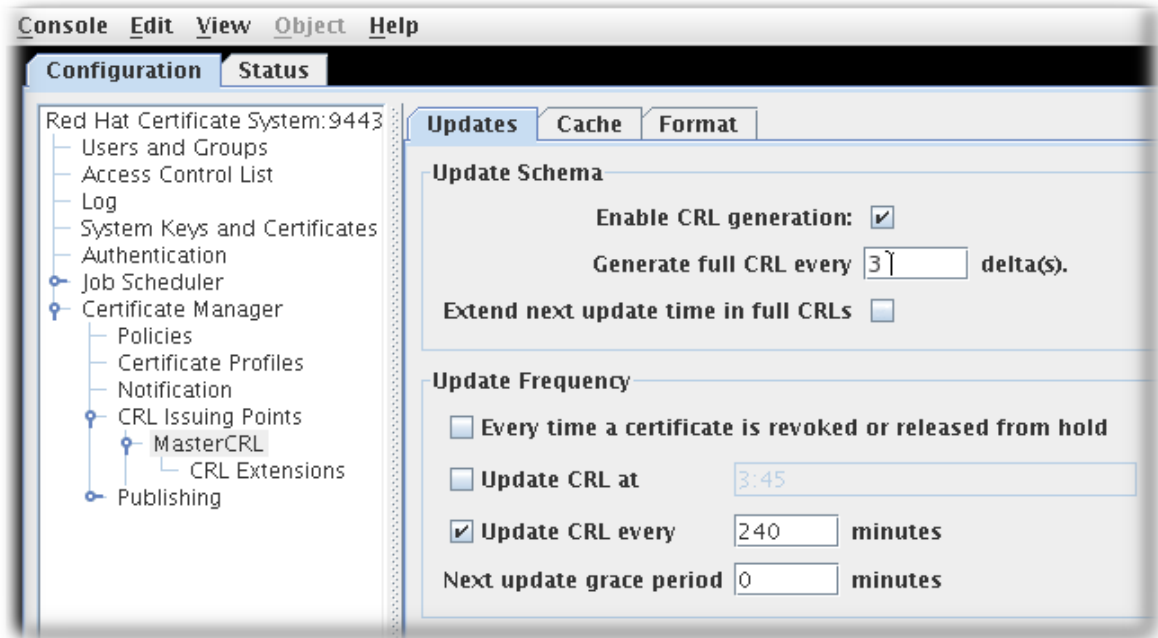 Console Edit View Object Help
Configuration Status
Red Hat Certificate System:9443
Users and Groups
Access Control List
Log
System Keys and Certificates
Authentication
Job Scheduler
Certificate Manager
Policies
Certificate Profiles
Notification
CRL Issuing Points
MasterCRL
CRL Extensions
Publishing
Updates Cache Format
Update Schema
Enable CRL generation:
Generate full CRL every 3 delta(s).
Extend next update time in full CRLs
Update Frequency
Every time a certificate is revoked or released from hold
Update CRL at 3:45
Update CRL every 240 minutes
Next update grace period 0 minutes